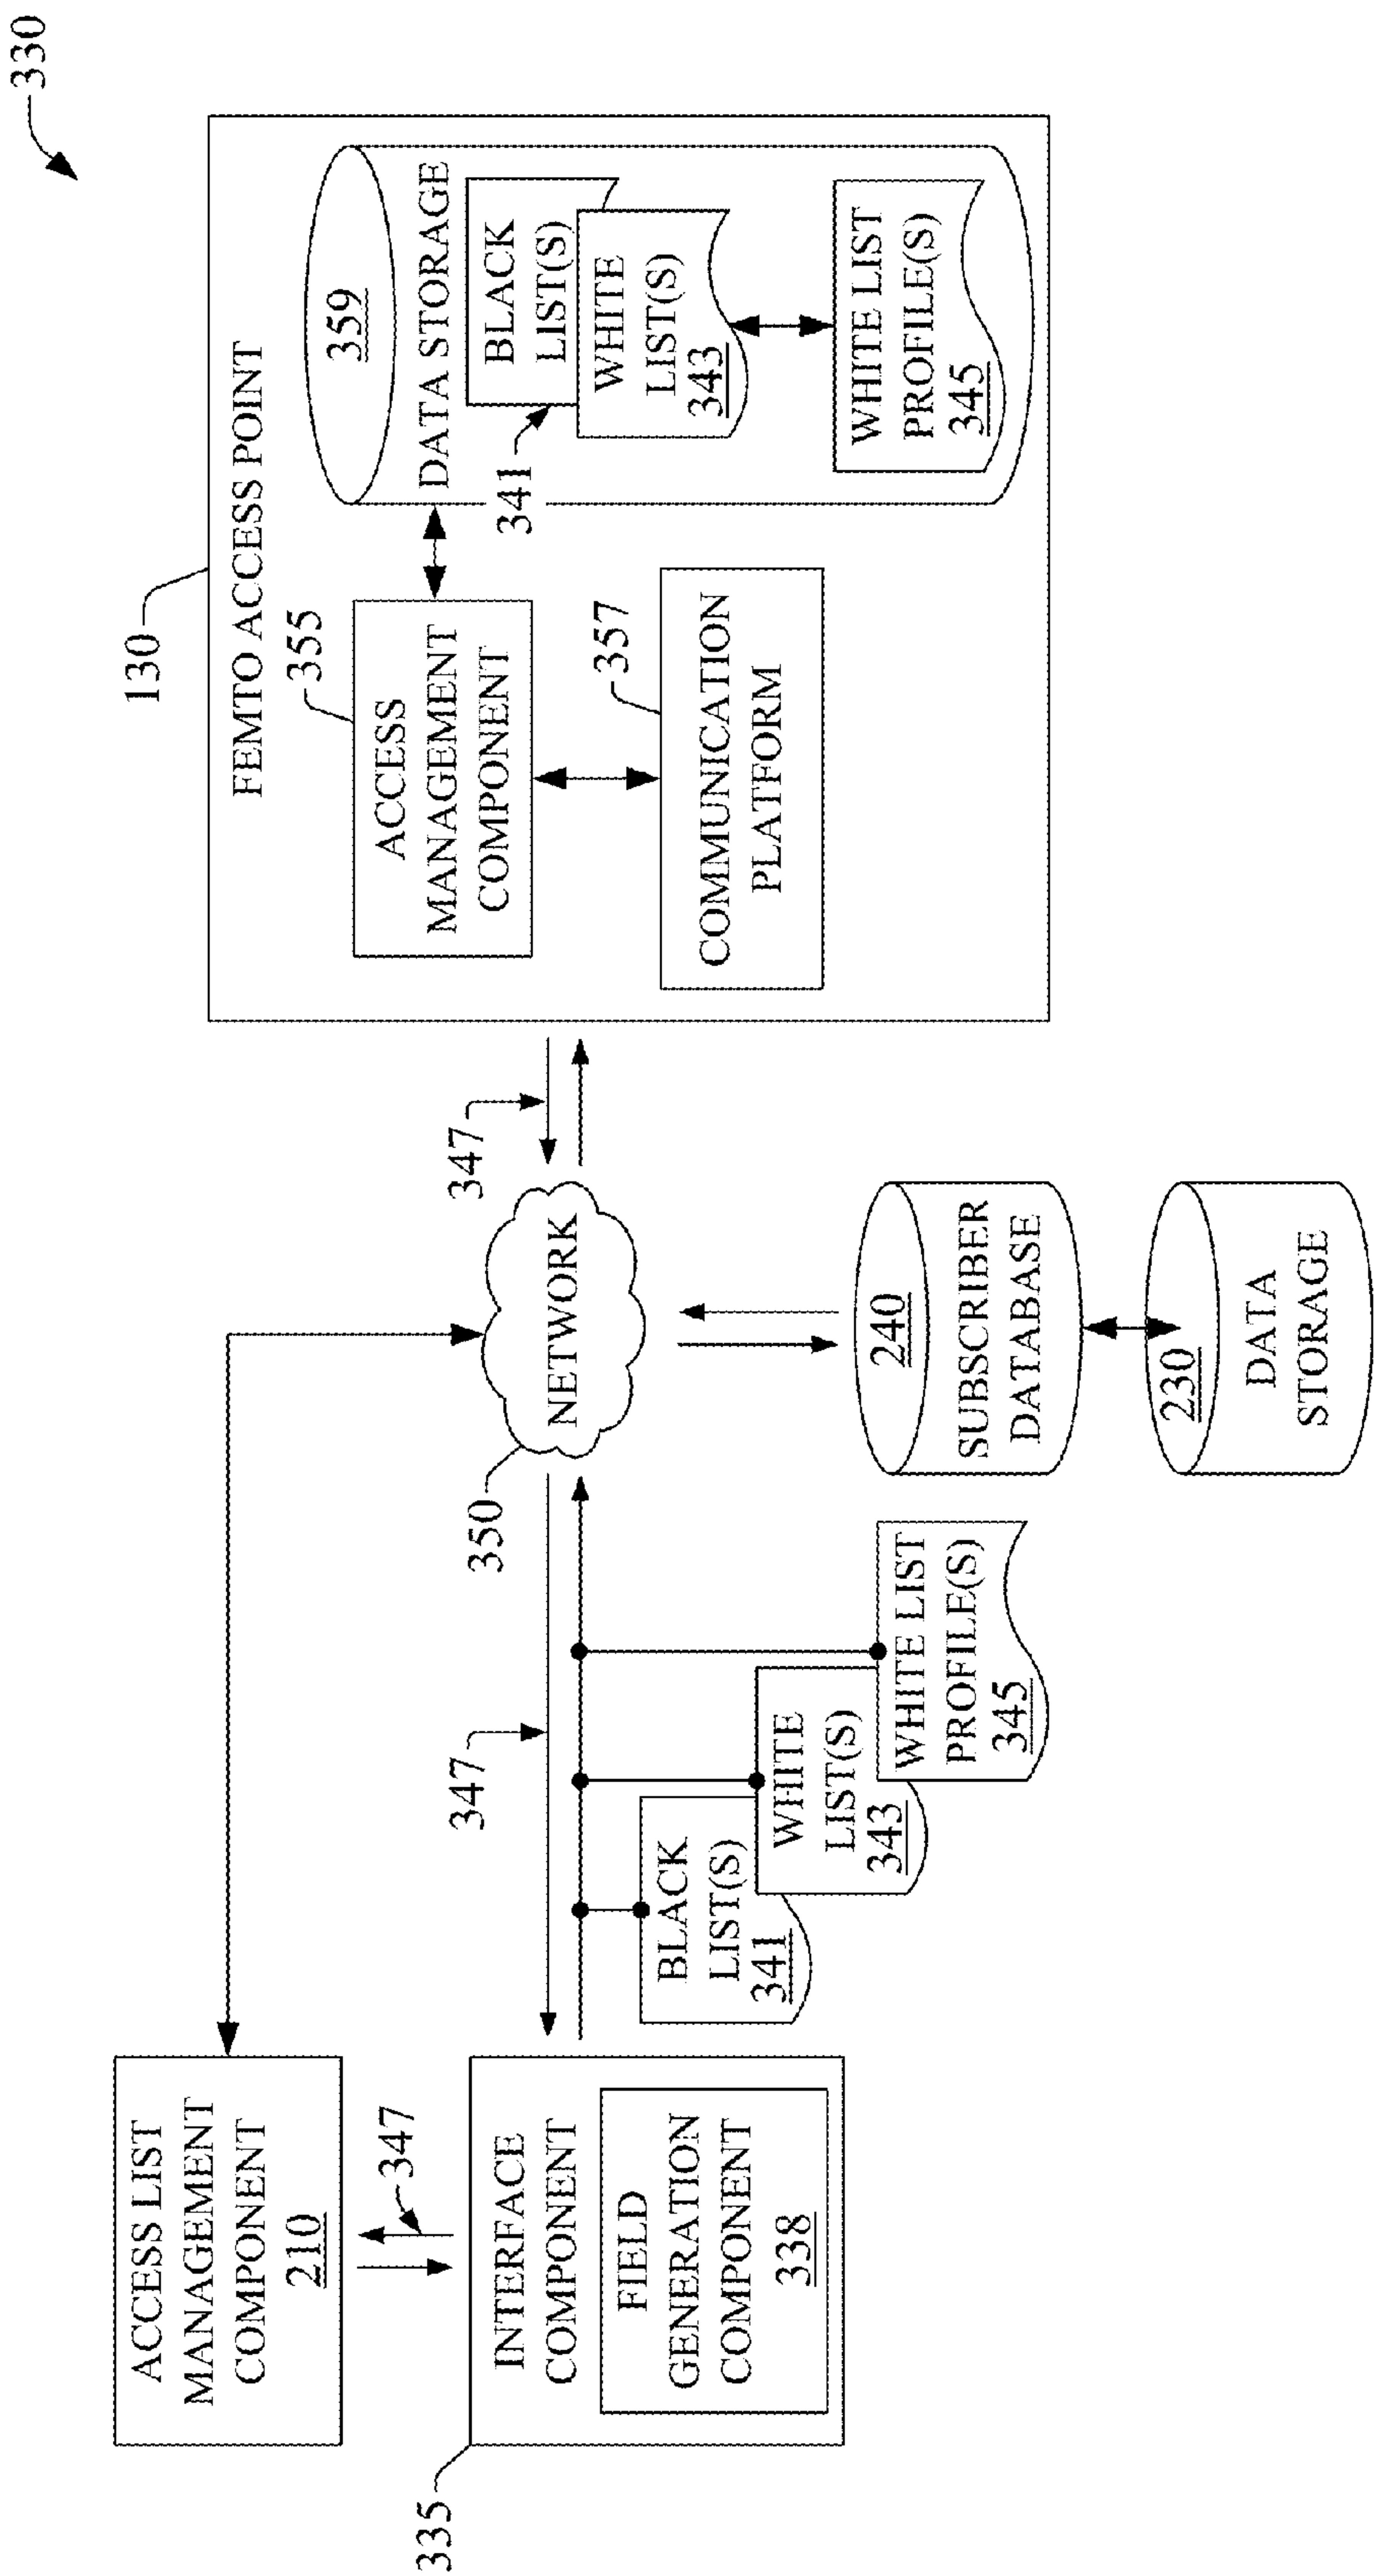 330
ACCESS LIST
MANAGEMENT
COMPONENT
210
347
335
INTERFACE
COMPONENT
FIELD
GENERATION
COMPONENT
338
347
BLACK
LIST(S)
341
WHITE
LIST(S)
343
WHITE LIST
PROFILE(S)
345
350
NETWORK
347
240
SUBSCRIBER
DATABASE
230
DATA
STORAGE
130
FEMTO ACCESS POINT
355
ACCESS
MANAGEMENT
COMPONENT
357
COMMUNICATION
PLATFORM
359
DATA STORAGE
341
BLACK
LIST(S)
WHITE
LIST(S)
343
WHITE LIST
PROFILE(S)
345